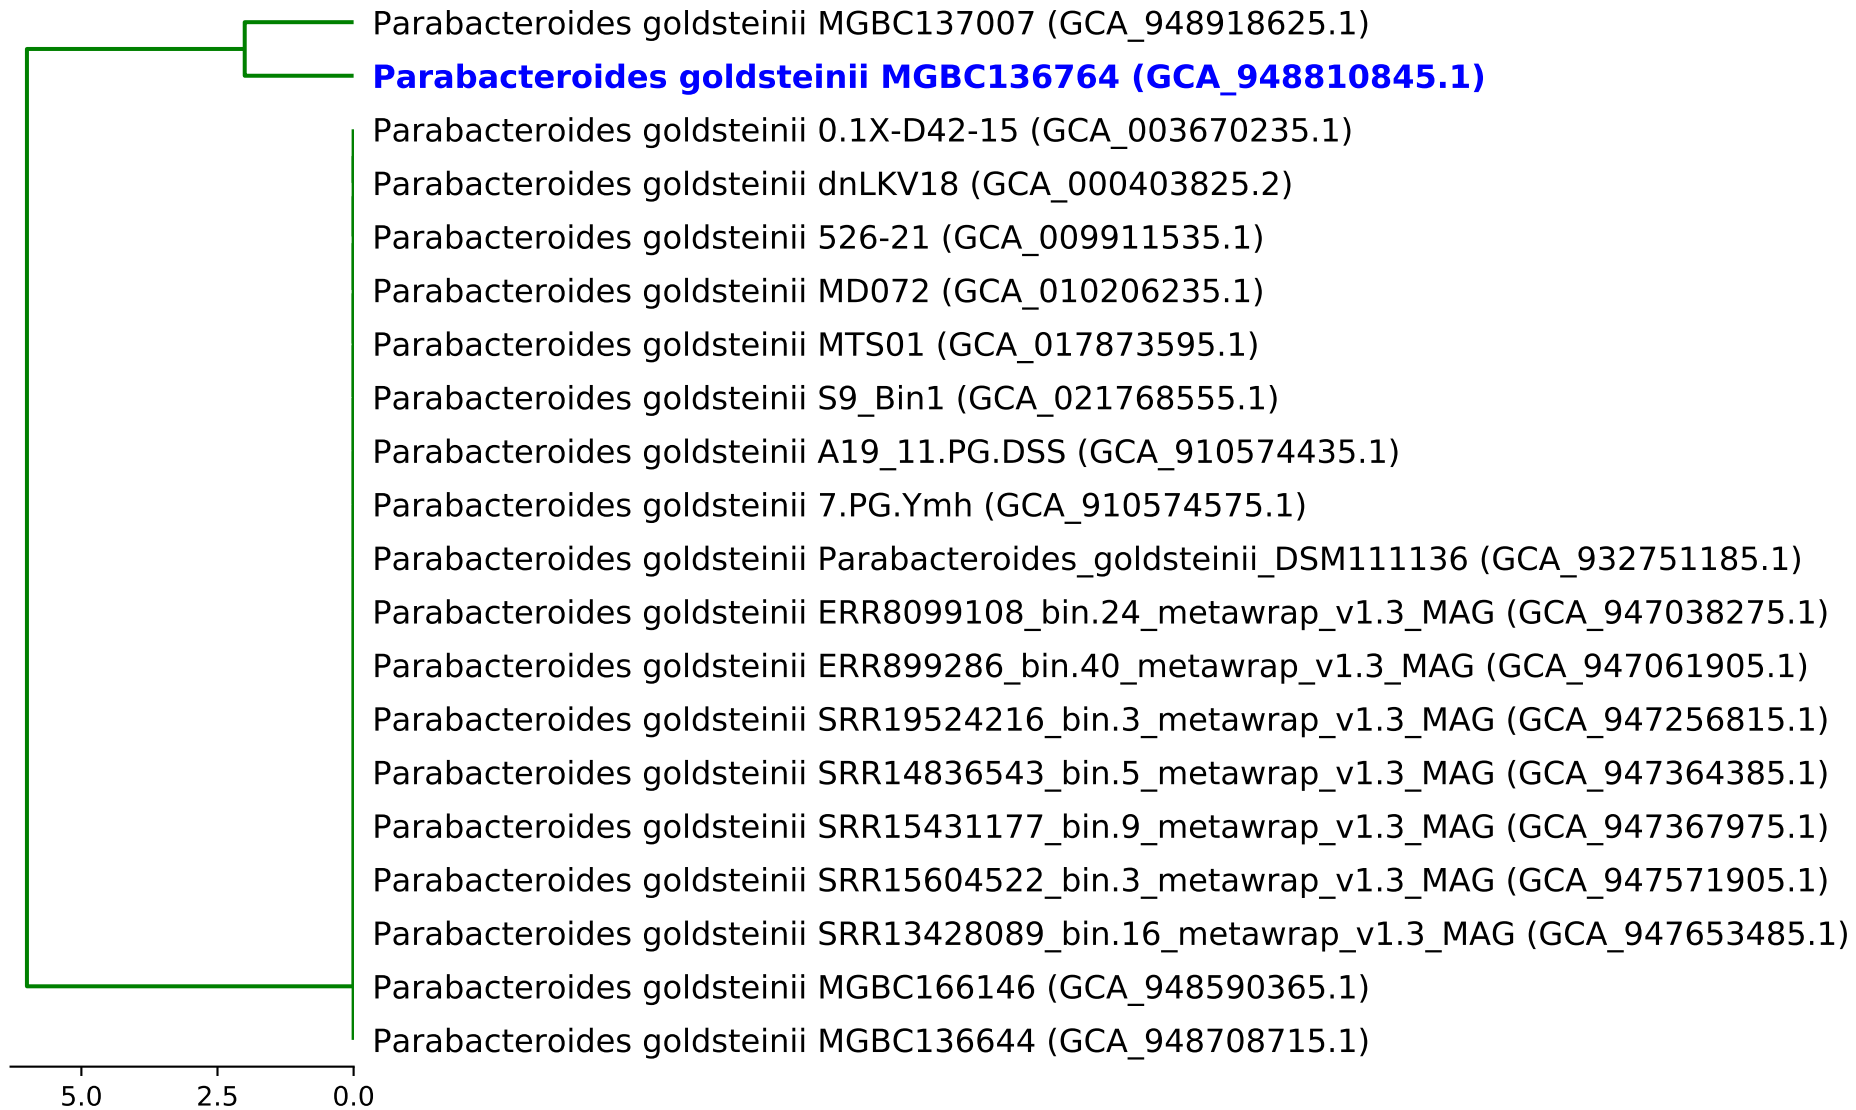 Parabacteroides goldsteinii MGBC137007 (GCA_948918625.1)
Parabacteroides goldsteinii MGBC136764 (GCA_948810845.1)
Parabacteroides goldsteinii 0.1X-D42-15 (GCA_003670235.1)
Parabacteroides goldsteinii dnLKV18 (GCA_000403825.2)
Parabacteroides goldsteinii 526-21 (GCA_009911535.1)
Parabacteroides goldsteinii MD072 (GCA_010206235.1)
Parabacteroides goldsteinii MTS01 (GCA_017873595.1)
Parabacteroides goldsteinii S9_Bin1 (GCA_021768555.1)
Parabacteroides goldsteinii A19_11.PG.DSS (GCA_910574435.1)
Parabacteroides goldsteinii 7.PG.Ymh (GCA_910574575.1)
Parabacteroides goldsteinii Parabacteroides_goldsteinii_DSM111136 (GCA_932751185.1)
Parabacteroides goldsteinii ERR8099108_bin.24_metawrap_v1.3_MAG (GCA_947038275.1)
Parabacteroides goldsteinii ERR899286_bin.40_metawrap_v1.3_MAG (GCA_947061905.1)
Parabacteroides goldsteinii SRR19524216_bin.3_metawrap_v1.3_MAG (GCA_947256815.1)
Parabacteroides goldsteinii SRR14836543_bin.5_metawrap_v1.3_MAG (GCA_947364385.1)
Parabacteroides goldsteinii SRR15431177_bin.9_metawrap_v1.3_MAG (GCA_947367975.1)
Parabacteroides goldsteinii SRR15604522_bin.3_metawrap_v1.3_MAG (GCA_947571905.1)
Parabacteroides goldsteinii SRR13428089_bin.16_metawrap_v1.3_MAG (GCA_947653485.1)
Parabacteroides goldsteinii MGBC166146 (GCA_948590365.1)
Parabacteroides goldsteinii MGBC136644 (GCA_948708715.1)
5.0 2.5 0.0